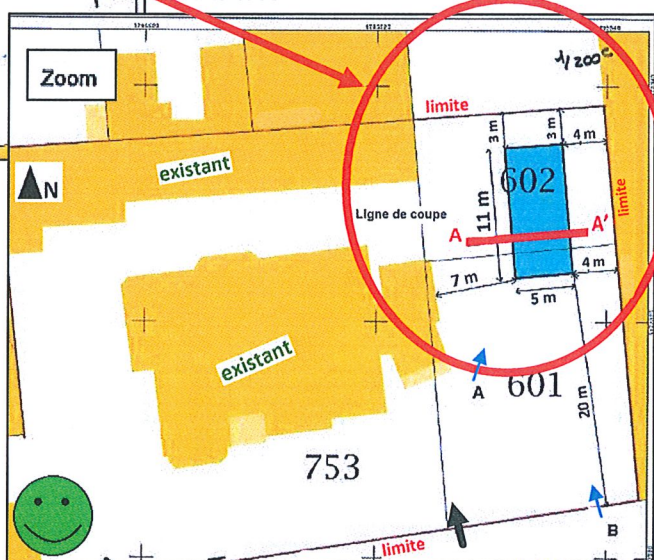 Zoom
1/200e
limite
3 m
3 m
4 m
existant
N
602
limite
Ligne de coupe
11 m
A
A'
7 m
4 m
5 m
existant
A
601
20 m
753
B
limite